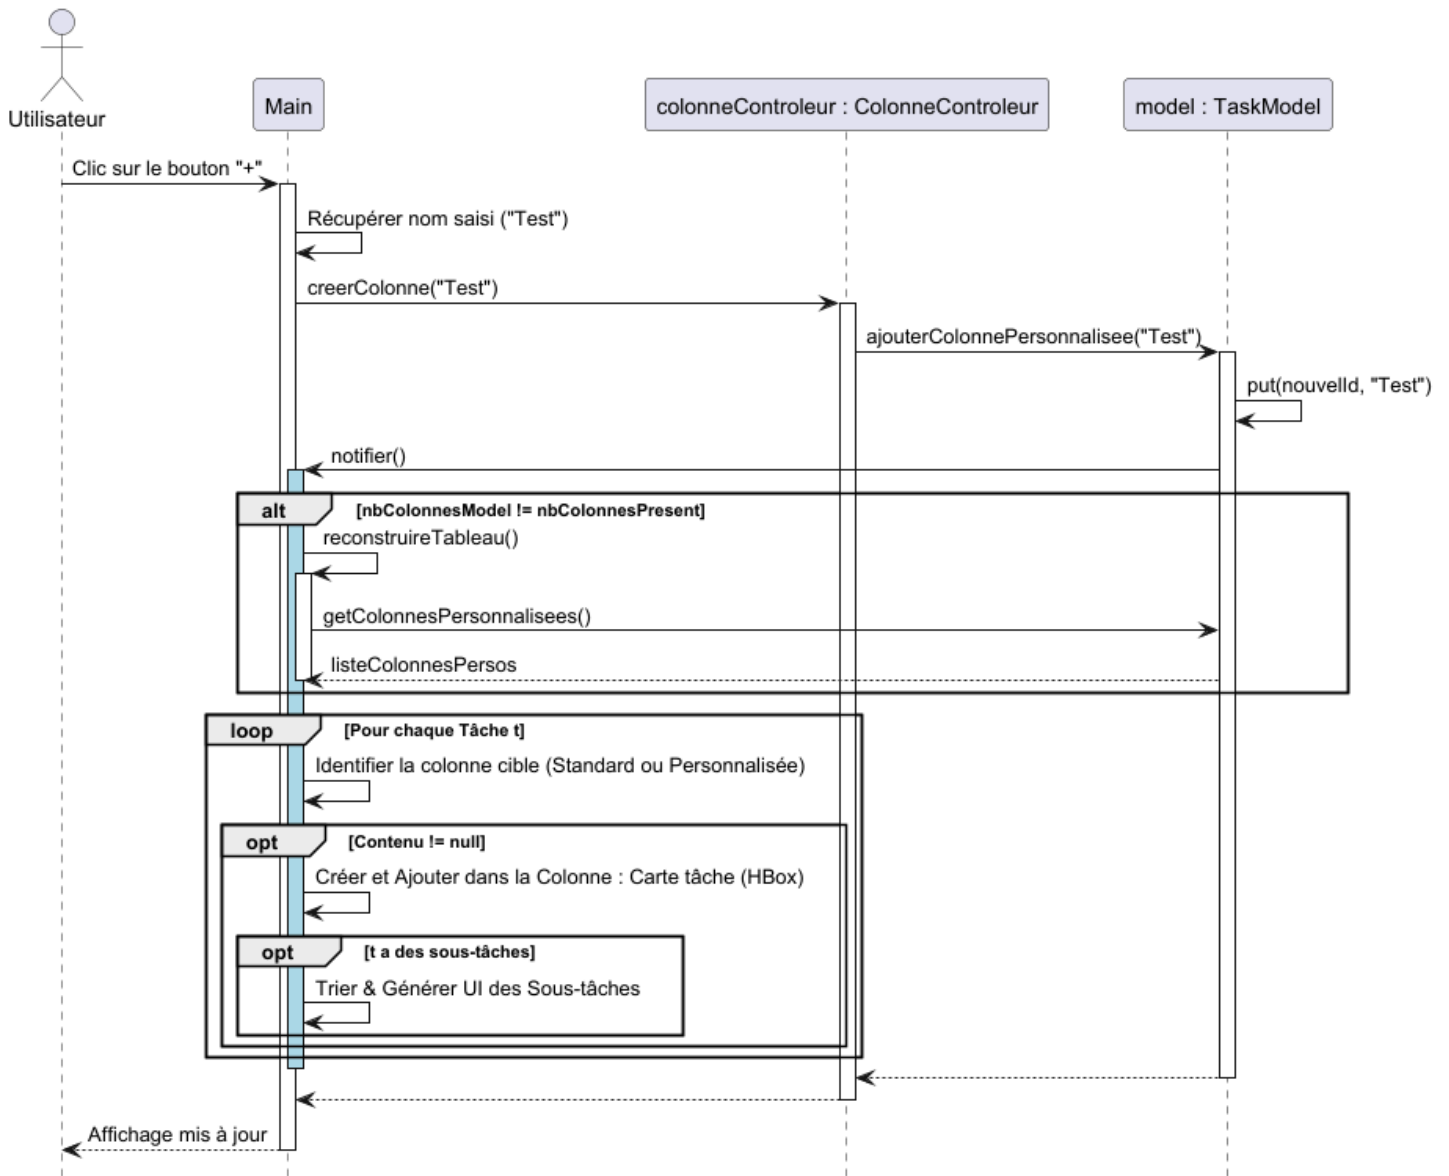 Utilisateur
Main
colonneControleur : ColonneControleur
model : TaskModel
Clic sur le bouton "+"
Récupérer nom saisi ("Test")
creerColonne("Test")
ajouterColonnePersonnalisee("Test")
put(nouvelId, "Test")
notifier()
alt
[nbColonnesModel != nbColonnesPresent]
reconstruireTableau()
getColonnesPersonnalisees()
listeColonnesPersos
loop
[Pour chaque Tâche t]
Identifier la colonne cible (Standard ou Personnalisée)
opt
[Contenu != null]
Créer et Ajouter dans la Colonne : Carte tâche (HBox)
opt
[t a des sous-tâches]
Trier & Générer UI des Sous-tâches
Affichage mis à jour